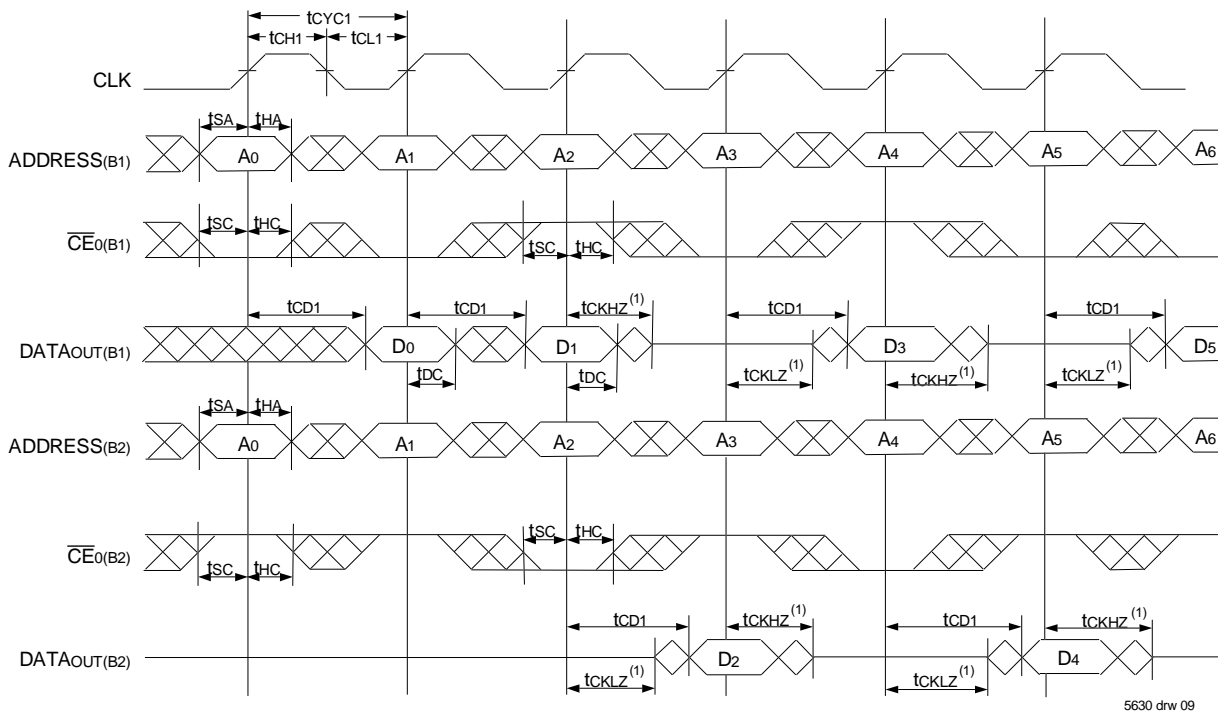 tCYC1
tCH1 tCL1
CLK
tSA tHA
ADDRESS(B1) A0 A1 A2 A3 A4 A5 A6
tSC tHC
CE0(B1)
tSC tHC
tCD1 tCD1 tCKHZ(1) tCD1 tCD1
DATAOUT(B1) D0 D1 D3 D5
tDC tDC tCKLZ(1) tCKHZ(1) tCKLZ(1)
tSA tHA
ADDRESS(B2) A0 A1 A2 A3 A4 A5 A6
tSC tHC
CE0(B2)
tSC tHC
tCD1 tCKHZ(1) tCD1 tCKHZ(1)
DATAOUT(B2) D2 D4
tCKLZ(1) tCKLZ(1)
5630 drw 09